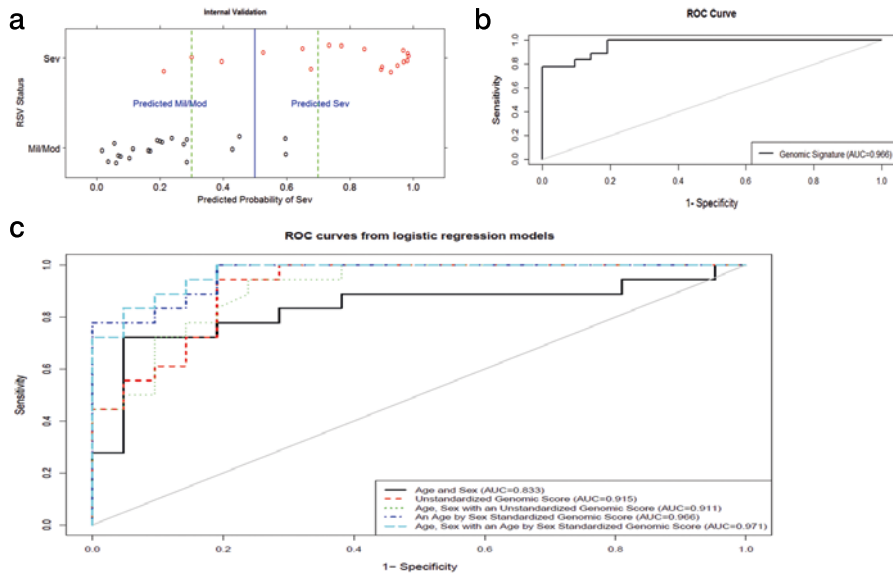 a
Internal Validation
RSV Status
Sev
Mil/Mod
Predicted Mil/Mod
Predicted Sev
0.0 0.2 0.4 0.6 0.8 1.0
Predicted Probability of Sev
b
ROC Curve
Sensitivity
1.0
0.8
0.6
0.4
0.2
0.0
Genomic Signature (AUC=0.966)
0.0 0.2 0.4 0.6 0.8 1.0
1- Specificity
c
ROC curves from logistic regression models
Sensitivity
1.0
0.8
0.6
0.4
0.2
0.0
Age and Sex (AUC=0.833)
Unstandardized Genomic Score (AUC=0.915)
Age, Sex with an Unstandardized Genomic Score (AUC=0.911)
An Age by Sex Standardized Genomic Score (AUC=0.966)
Age, Sex with an Age by Sex Standardized Genomic Score (AUC=0.971)
0.0 0.2 0.4 0.6 0.8 1.0
1- Specificity